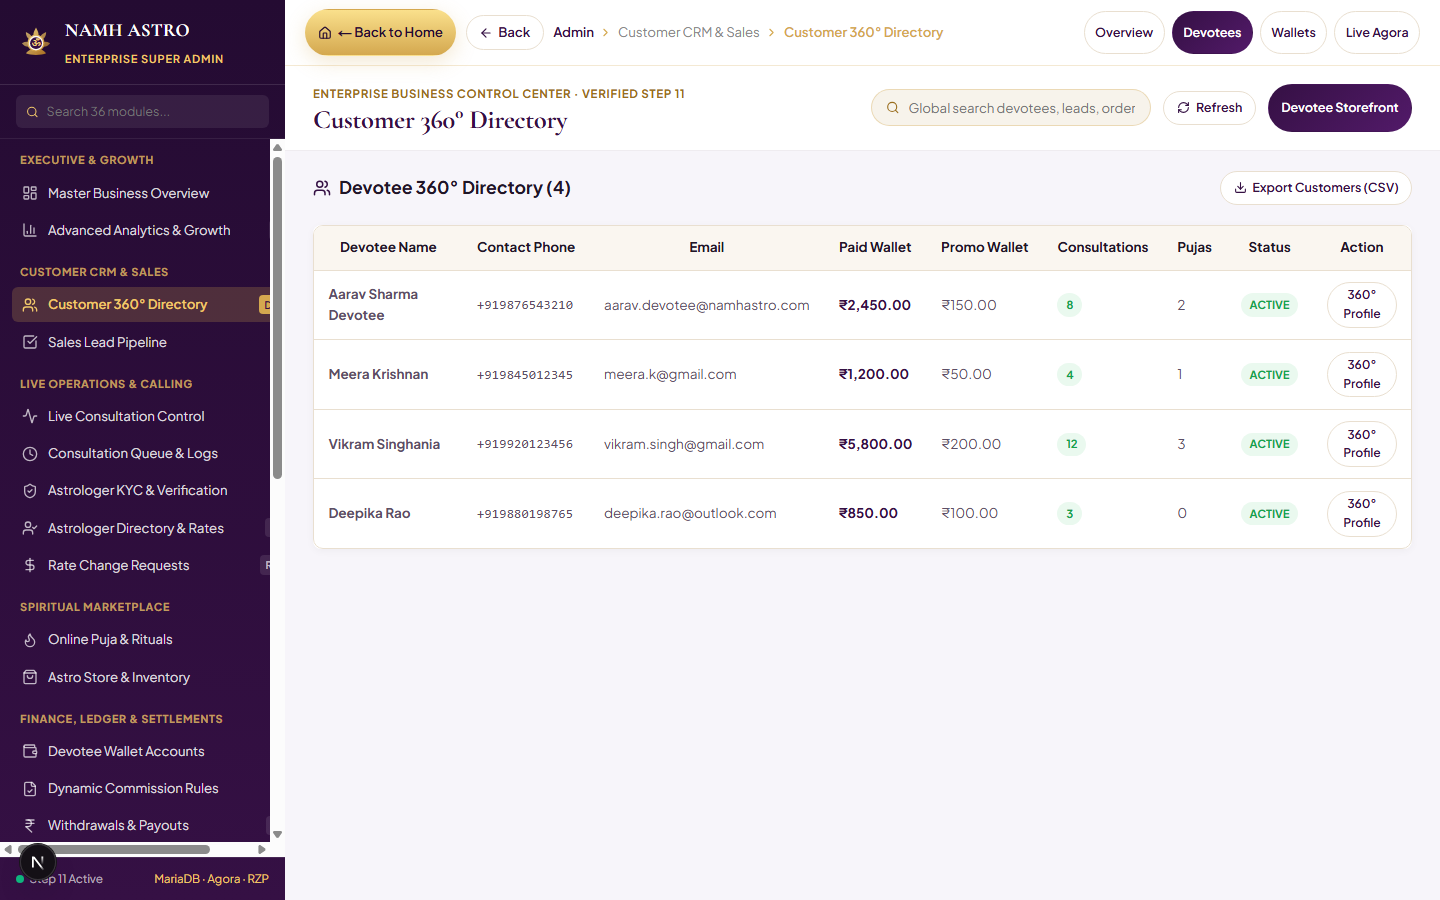 NAMH ASTRO
ENTERPRISE SUPER ADMIN
Search 36 modules...
EXECUTIVE & GROWTH
Master Business Overview
Advanced Analytics & Growth
CUSTOMER CRM & SALES
Customer 360° Directory
Sales Lead Pipeline
LIVE OPERATIONS & CALLING
Live Consultation Control
Consultation Queue & Logs
Astrologer KYC & Verification
Astrologer Directory & Rates
Rate Change Requests
SPIRITUAL MARKETPLACE
Online Puja & Rituals
Astro Store & Inventory
FINANCE, LEDGER & SETTLEMENTS
Devotee Wallet Accounts
Dynamic Commission Rules
Withdrawals & Payouts
N
Step 11 Active
MariaDB · Agora · RZP
← Back to Home
Back
Admin > Customer CRM & Sales > Customer 360° Directory
Overview
Devotees
Wallets
Live Agora
ENTERPRISE BUSINESS CONTROL CENTER · VERIFIED STEP 11
Customer 360° Directory
Global search devotees, leads, order
Refresh
Devotee Storefront
Devotee 360° Directory (4)
Export Customers (CSV)
Devotee Name Contact Phone Email Paid Wallet Promo Wallet Consultations Pujas Status Action
Aarav Sharma Devotee +919876543210 aarav.devotee@namhastro.com ₹2,450.00 ₹150.00 8 2 ACTIVE 360° Profile
Meera Krishnan +919845012345 meera.k@gmail.com ₹1,200.00 ₹50.00 4 1 ACTIVE 360° Profile
Vikram Singhania +919920123456 vikram.singh@gmail.com ₹5,800.00 ₹200.00 12 3 ACTIVE 360° Profile
Deepika Rao +919880198765 deepika.rao@outlook.com ₹850.00 ₹100.00 3 0 ACTIVE 360° Profile